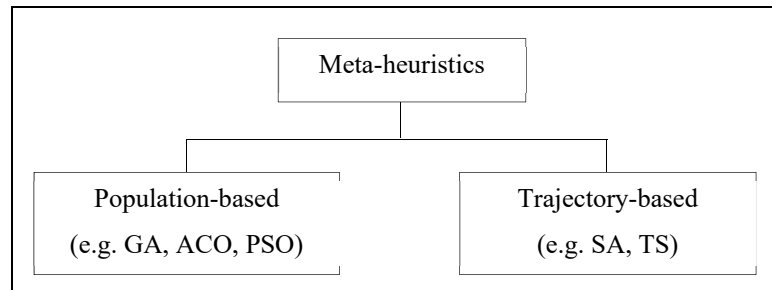 Meta-heuristics
Population-based
(e.g. GA, ACO, PSO)
Trajectory-based
(e.g. SA, TS)